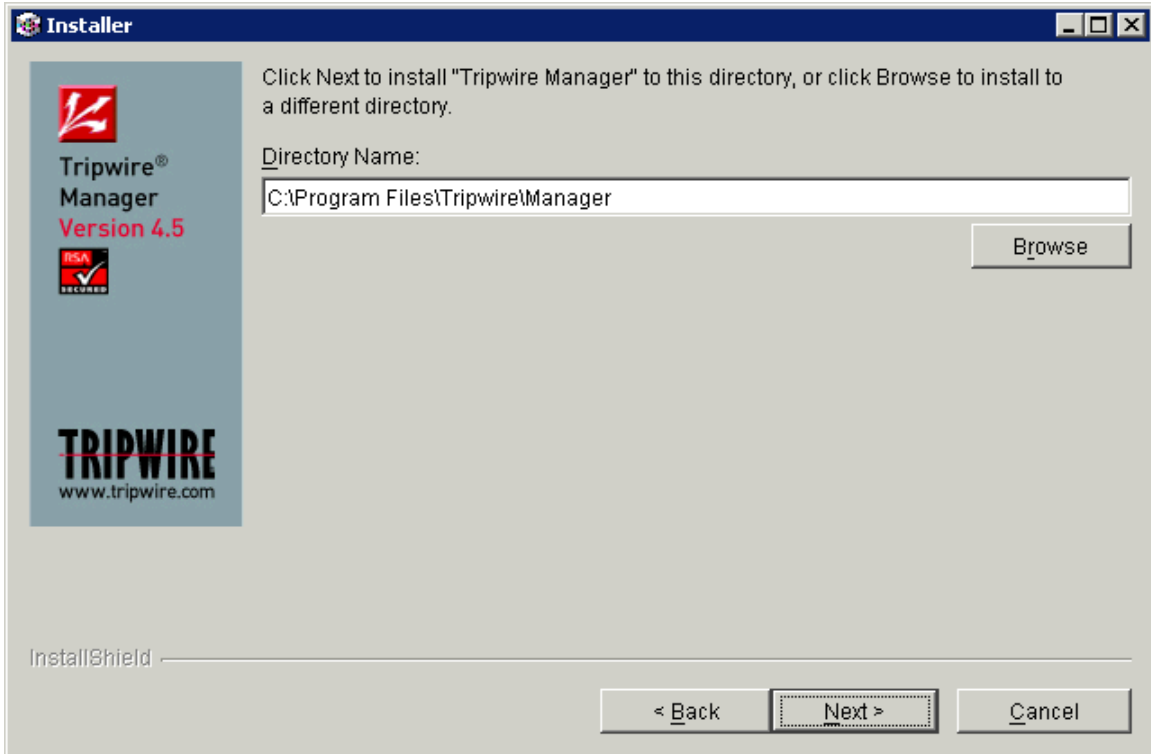 Installer
Click Next to install "Tripwire Manager" to this directory, or click Browse to install to
a different directory.
Directory Name:
C:\Program Files\Tripwire\Manager
Browse
Tripwire®
Manager
Version 4.5
RSA
SECURED
TRIPWIRE
www.tripwire.com
InstallShield
< Back
Next >
Cancel